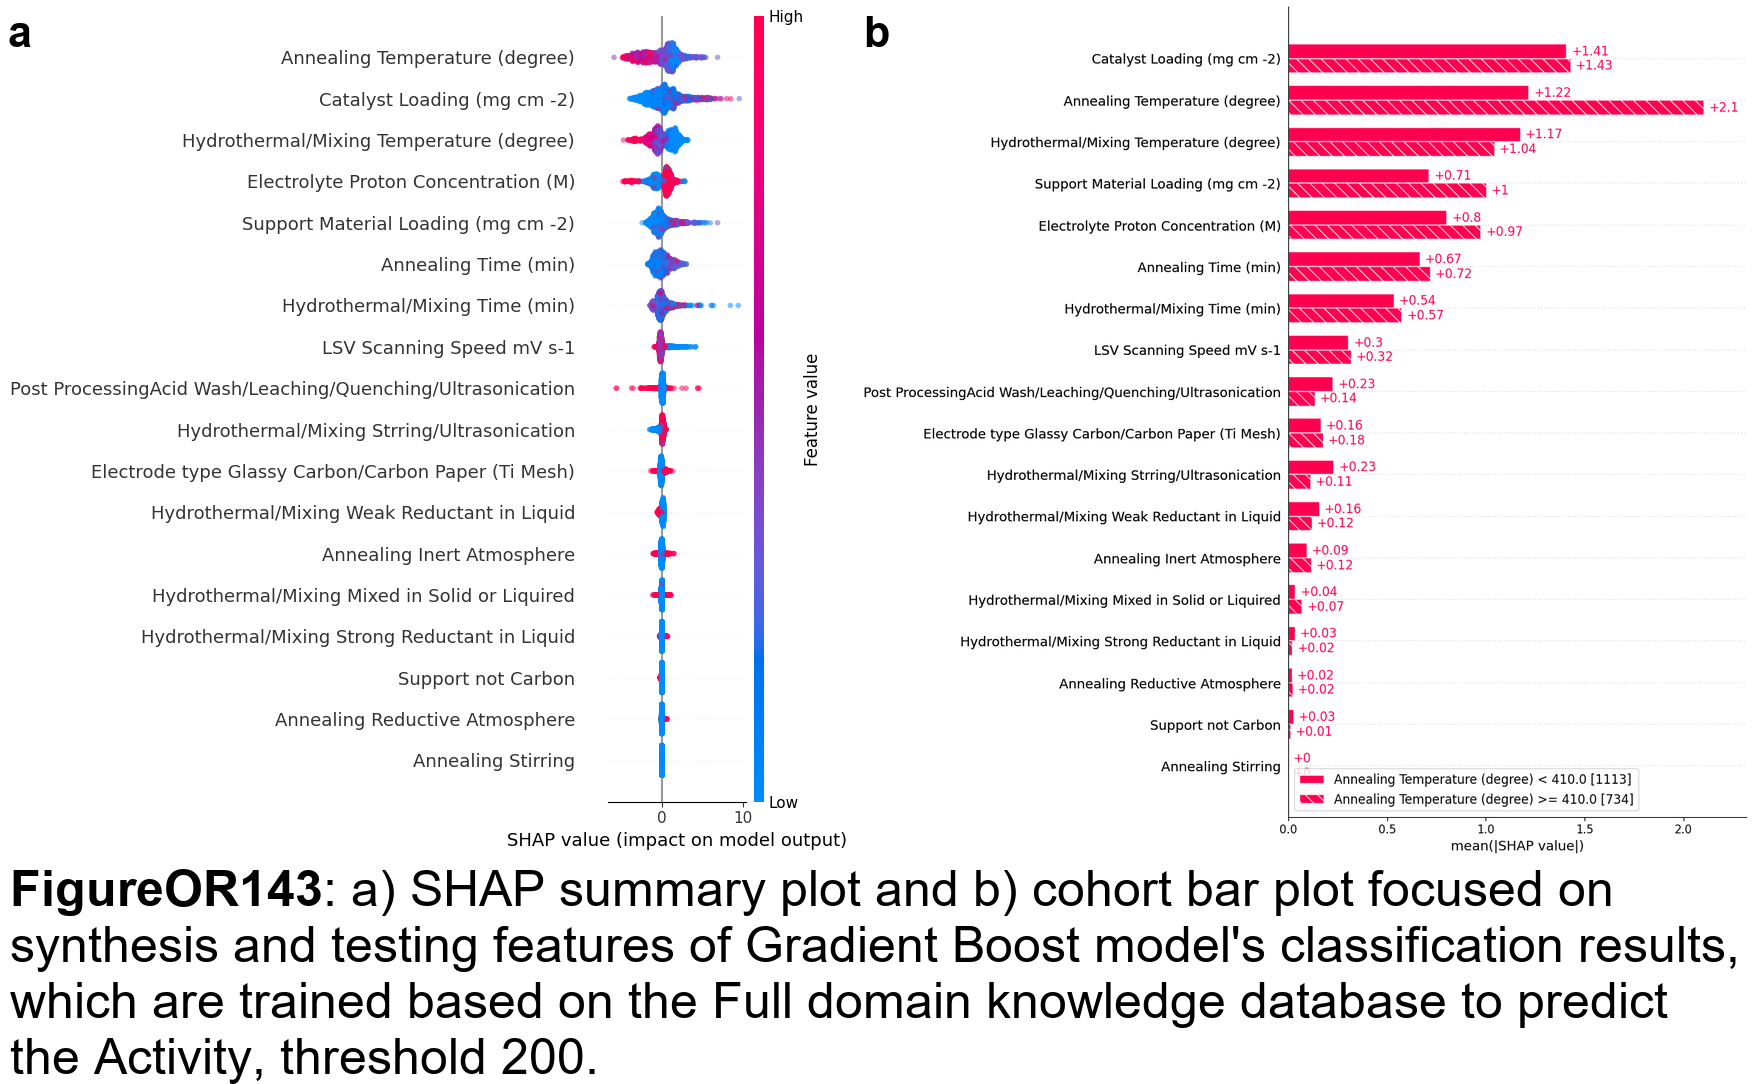 a
High
Annealing Temperature (degree)
Catalyst Loading (mg cm -2)
Hydrothermal/Mixing Temperature (degree)
Electrolyte Proton Concentration (M)
Support Material Loading (mg cm -2)
Annealing Time (min)
Hydrothermal/Mixing Time (min)
LSV Scanning Speed mV s-1
Post ProcessingAcid Wash/Leaching/Quenching/Ultrasonication
Hydrothermal/Mixing Strring/Ultrasonication
Electrode type Glassy Carbon/Carbon Paper (Ti Mesh)
Hydrothermal/Mixing Weak Reductant in Liquid
Annealing Inert Atmosphere
Hydrothermal/Mixing Mixed in Solid or Liquired
Hydrothermal/Mixing Strong Reductant in Liquid
Support not Carbon
Annealing Reductive Atmosphere
Annealing Stirring
Feature value
Low
0 10
SHAP value (impact on model output)
b
Catalyst Loading (mg cm -2) +1.41
+1.43
Annealing Temperature (degree) +1.22
+2.1
Hydrothermal/Mixing Temperature (degree) +1.17
+1.04
Support Material Loading (mg cm -2) +0.71
+1
Electrolyte Proton Concentration (M) +0.8
+0.97
Annealing Time (min) +0.67
+0.72
Hydrothermal/Mixing Time (min) +0.54
+0.57
LSV Scanning Speed mV s-1 +0.3
+0.32
Post ProcessingAcid Wash/Leaching/Quenching/Ultrasonication +0.23
+0.14
Electrode type Glassy Carbon/Carbon Paper (Ti Mesh) +0.16
+0.18
Hydrothermal/Mixing Strring/Ultrasonication +0.23
+0.11
Hydrothermal/Mixing Weak Reductant in Liquid +0.16
+0.12
Annealing Inert Atmosphere +0.09
+0.12
Hydrothermal/Mixing Mixed in Solid or Liquired +0.04
+0.07
Hydrothermal/Mixing Strong Reductant in Liquid +0.03
+0.02
Annealing Reductive Atmosphere +0.02
+0.02
Support not Carbon +0.03
+0.01
Annealing Stirring +0
Annealing Temperature (degree) < 410.0 [1113]
Annealing Temperature (degree) >= 410.0 [734]
0.0 0.5 1.0 1.5 2.0
mean(|SHAP value|)
FigureOR143: a) SHAP summary plot and b) cohort bar plot focused on
synthesis and testing features of Gradient Boost model's classification results,
which are trained based on the Full domain knowledge database to predict
the Activity, threshold 200.